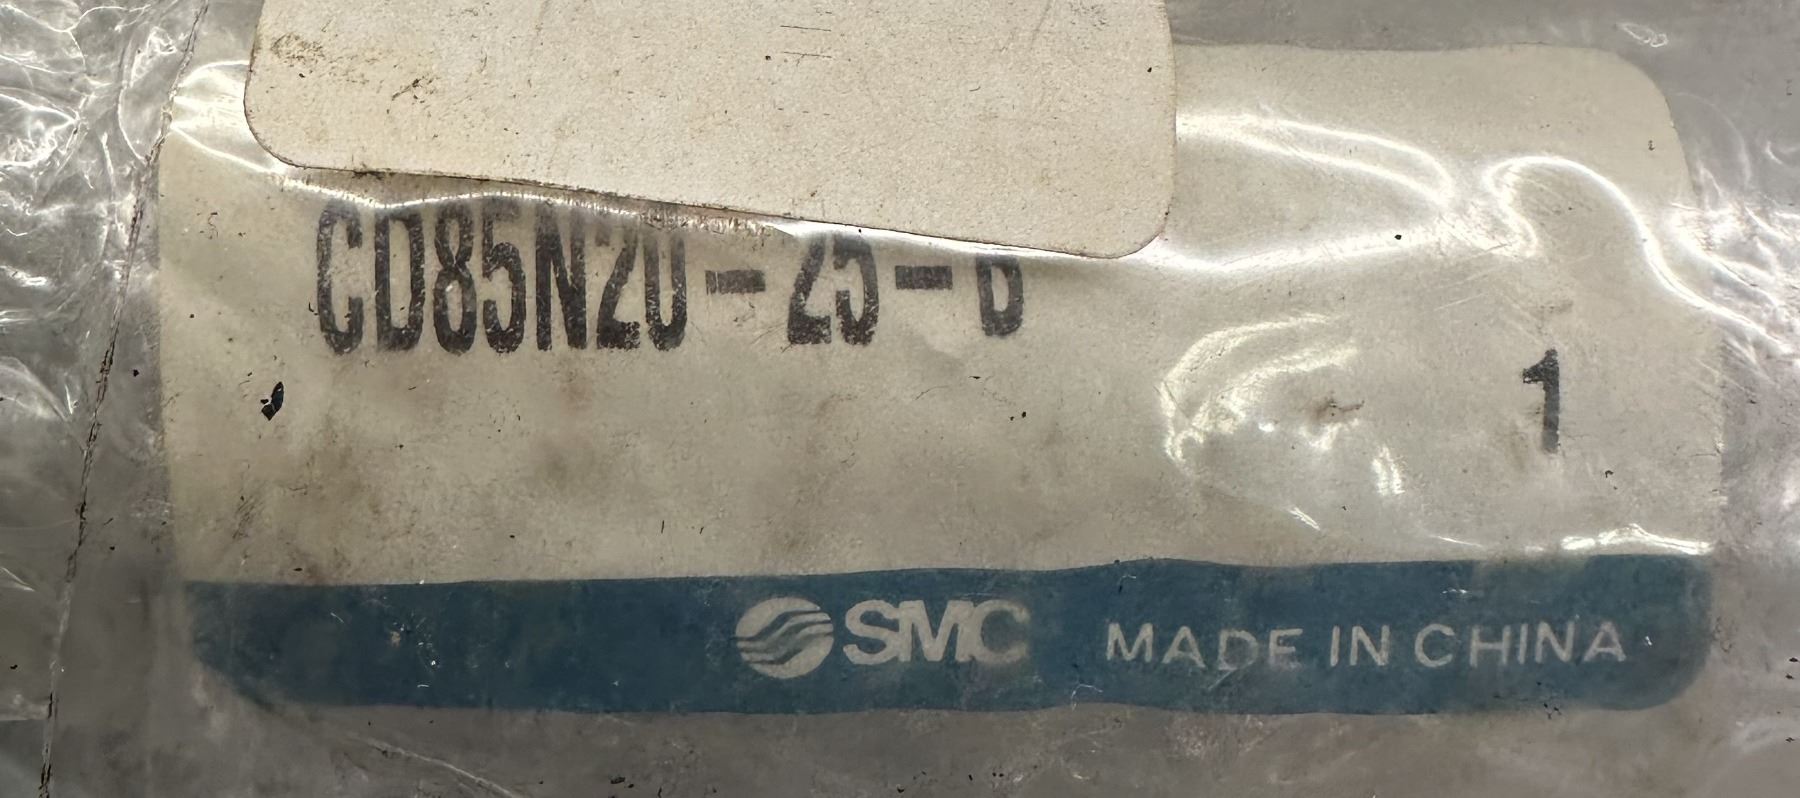 CD85N20-25-B
1
SMC MADE IN CHINA